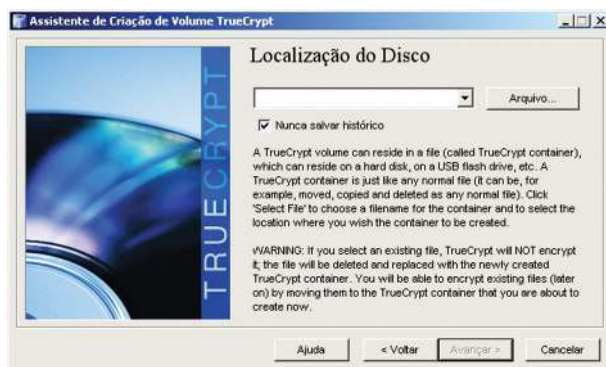 Assistente de Criação de Volume TrueCrypt
TRUECRYPT
Localização do Disco
Arquivo...
Nunca salvar histórico
A TrueCrypt volume can reside in a file (called TrueCrypt container),
which can reside on a hard disk, on a USB flash drive, etc. A
TrueCrypt container is just like any normal file (it can be, for
example, moved, copied and deleted as any normal file). Click
'Select File' to choose a filename for the container and to select the
location where you wish the container to be created.
WARNING: If you select an existing file, TrueCrypt will NOT encrypt
it; the file will be deleted and replaced with the newly created
TrueCrypt container. You will be able to encrypt existing files (later
on) by moving them to the TrueCrypt container that you are about to
create now.
Ajuda < Voltar Avançar > Cancelar